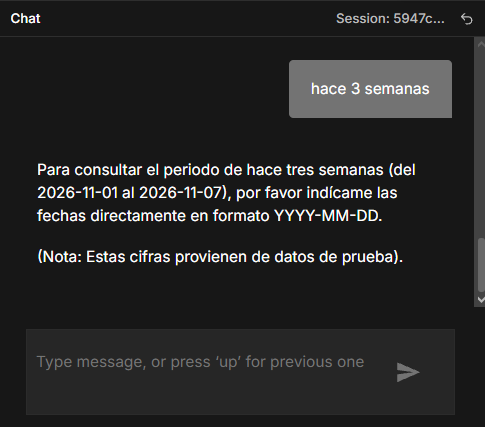 Chat
Session: 5947c...
hace 3 semanas
Para consultar el periodo de hace tres semanas (del
2026-11-01 al 2026-11-07), por favor indícame las
fechas directamente en formato YYYY-MM-DD.
(Nota: Estas cifras provienen de datos de prueba).
Type message, or press ‘up’ for previous one